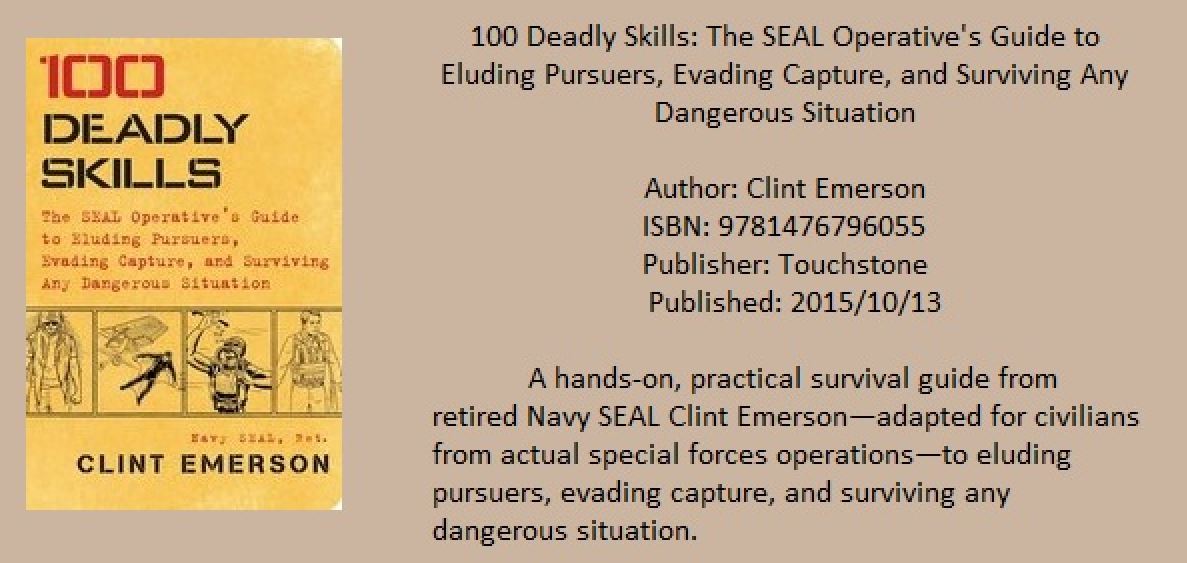 100
DEADLY
SKILLS
The SEAL Operative's Guide
to Eluding Pursuers,
Evading Capture, and Surviving
Any Dangerous Situation
Navy SEAL, Ret.
CLINT EMERSON
100 Deadly Skills: The SEAL Operative's Guide to
Eluding Pursuers, Evading Capture, and Surviving Any
Dangerous Situation
Author: Clint Emerson
ISBN: 9781476796055
Publisher: Touchstone
Published: 2015/10/13
A hands-on, practical survival guide from
retired Navy SEAL Clint Emerson—adapted for civilians
from actual special forces operations—to eluding
pursuers, evading capture, and surviving any
dangerous situation.